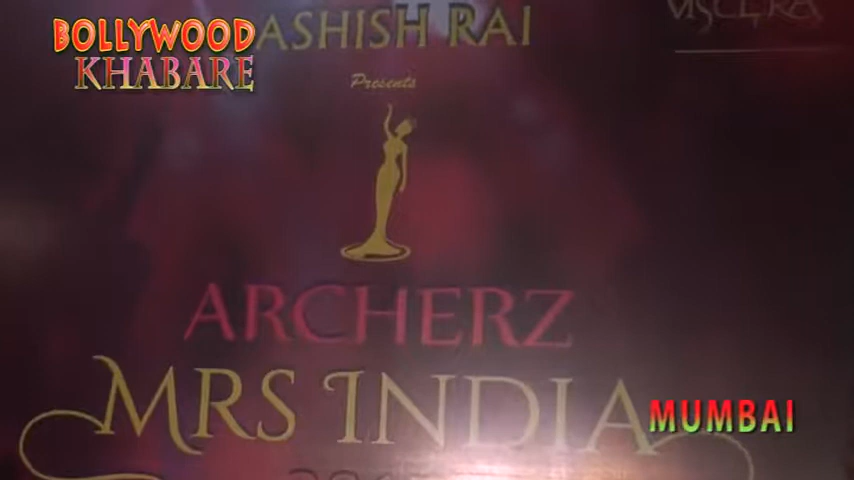 BOLLYWOOD
KHABARE
ASHISH RAI
Presents
ARCHERZ
MRS INDIA
MUMBAI